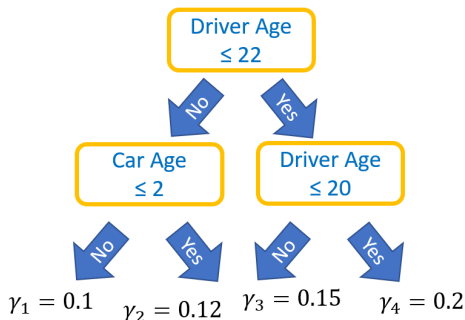 Driver Age
≤ 22
No
Yes
Car Age
≤ 2
Driver Age
≤ 20
No
Yes
No
Yes
γ₁ = 0.1
γ₂ = 0.12
γ₃ = 0.15
γ₄ = 0.2